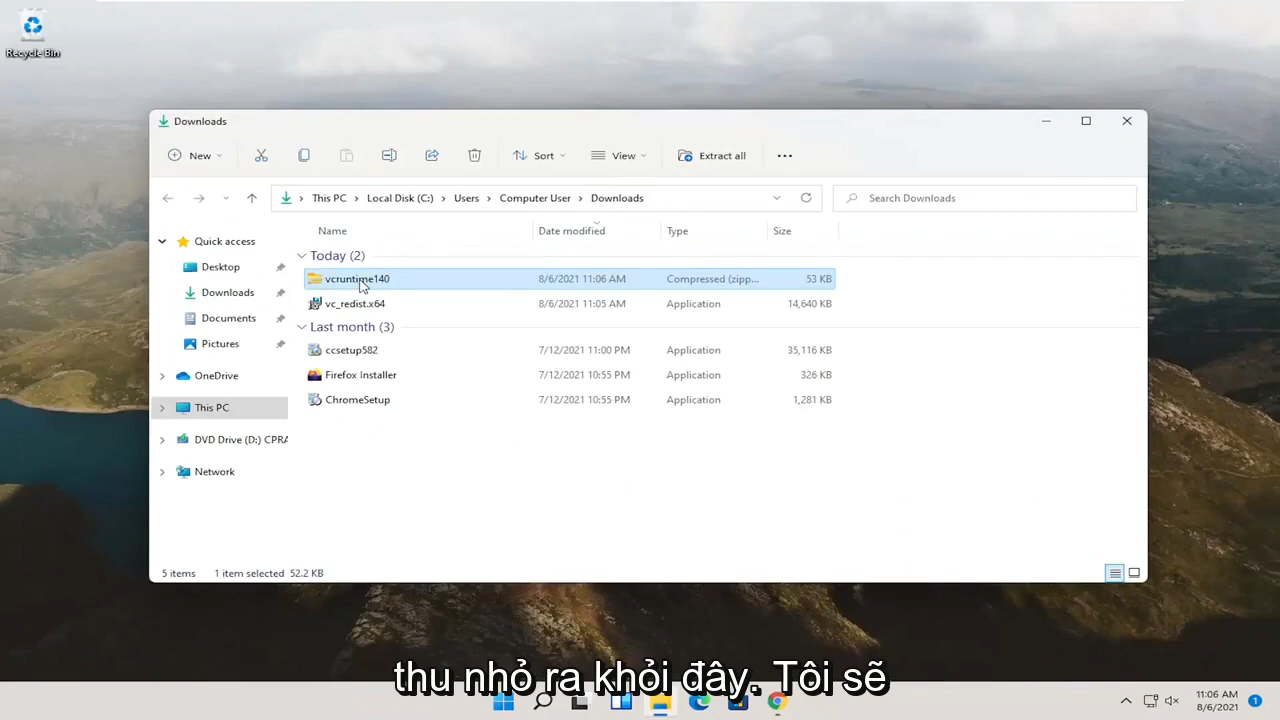 Recycle Bin
Downloads
New
Sort
View
Extract all
This PC > Local Disk (C:) > Users > Computer User > Downloads
Search Downloads
Name Date modified Type Size
Quick access
Desktop
Downloads
Documents
Pictures
OneDrive
This PC
DVD Drive (D:) CPRA
Network
Today (2)
vcruntime140 8/6/2021 11:06 AM Compressed (zipp... 53 KB
vc_redist.x64 8/6/2021 11:05 AM Application 14,640 KB
Last month (3)
ccsetup582 7/12/2021 11:00 PM Application 35,116 KB
Firefox Installer 7/12/2021 10:55 PM Application 326 KB
ChromeSetup 7/12/2021 10:55 PM Application 1,281 KB
5 items 1 item selected 52.2 KB
thu nhỏ ra khỏi đây. Tôi sẽ
11:06 AM
8/6/2021
1